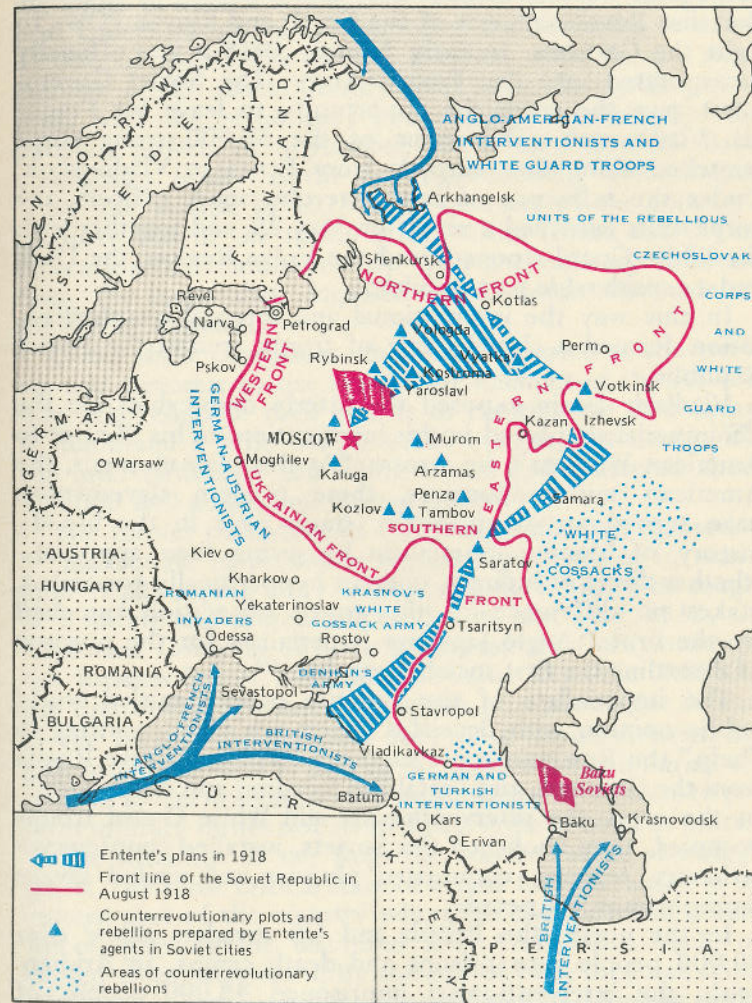 NORWAY
SWEDEN
FINLAND
ANGLO-AMERICAN-FRENCH
INTERVENTIONISTS AND
WHITE GUARD TROOPS
Arkhangelsk
UNITS OF THE REBELLIOUS
CZECHOSLOVAK
CORPS
AND
WHITE
GUARD
TROOPS
Shenkursk
NORTHERN FRONT
Kotlas
Revel
Narva
Petrograd
Pskov
WESTERN
FRONT
Vologda
Vyatka
Perm
Rybinsk
Kostroma
Yaroslavl
EASTERN FRONT
Votkinsk
Izhevsk
Kazan
GERMANY
GERMAN-AUSTRIAN
INTERVENTIONISTS
MOSCOW
Murom
Warsaw
Moghilev
Kaluga
Arzamas
UKRAINIAN FRONT
Penza
Kozlov
Tambov
Samara
SOUTHERN
FRONT
WHITE
COSSACKS
AUSTRIA
HUNGARY
Kiev
Saratov
Kharkov
ROMANIAN
INVADERS
KRASNOV'S
WHITE
GOSSACK ARMY
Yekaterinoslav
Tsaritsyn
Odessa
Rostov
ROMANIA
DENIKIN'S
ARMY
Sevastopol
Stavropol
BULGARIA
ANGLO-FRENCH
INTERVENTIONISTS
BRITISH
INTERVENTIONISTS
Vladikavkaz
GERMAN AND
TURKISH
INTERVENTIONISTS
Baku
Soviets
Batum
TURKEY
Kars
Erivan
Baku
Krasnovodsk
BRITISH
INTERVENTIONISTS
PERSIA
Entente's plans in 1918
Front line of the Soviet Republic in
August 1918
Counterrevolutionary plots and
rebellions prepared by Entente's
agents in Soviet cities
Areas of counterrevolutionary
rebellions